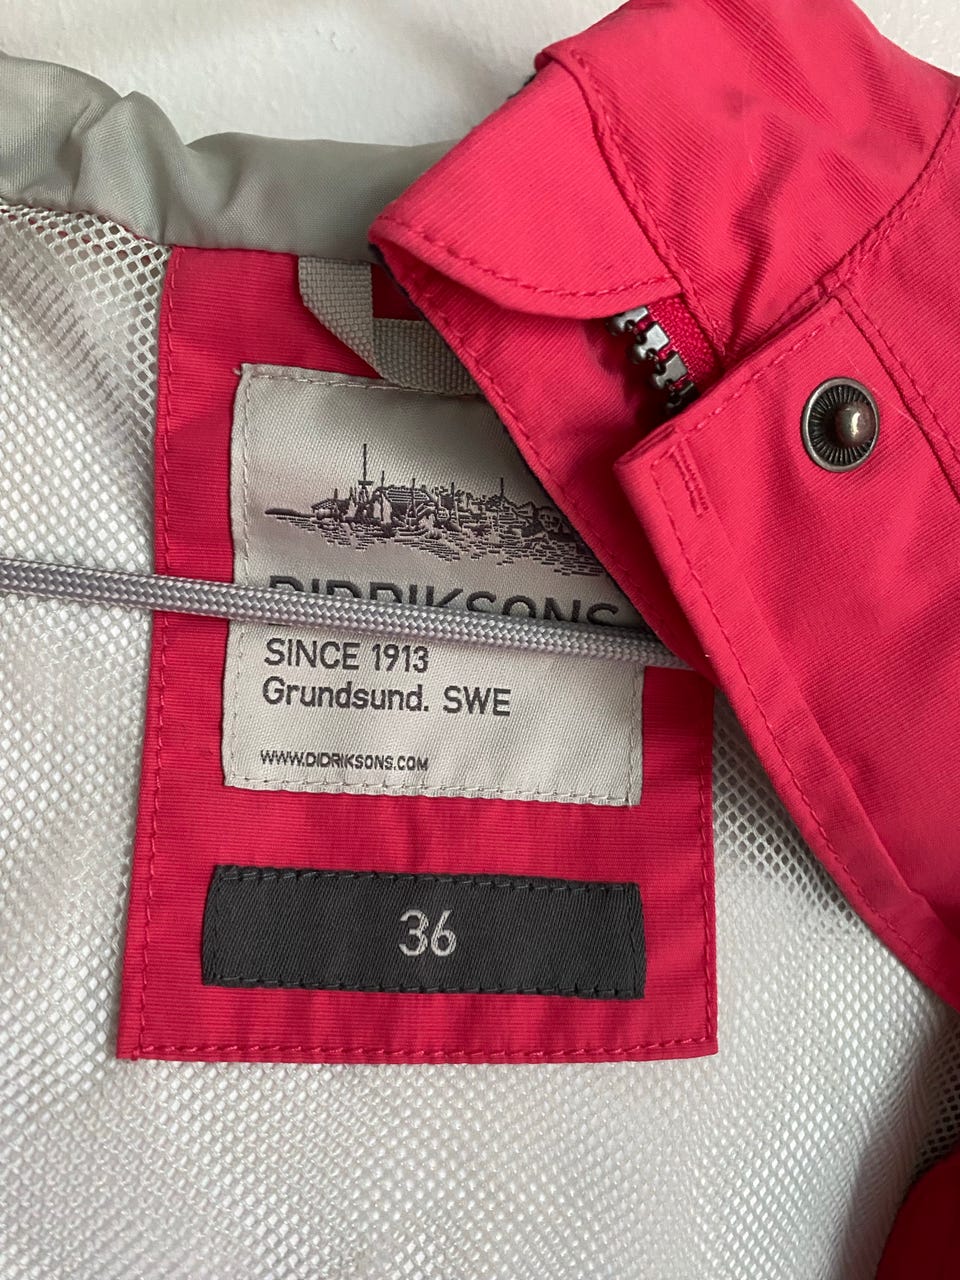 DIDRIKSONS
SINCE 1913
Grundsund. SWE
WWW.DIDRIKSONS.COM
36